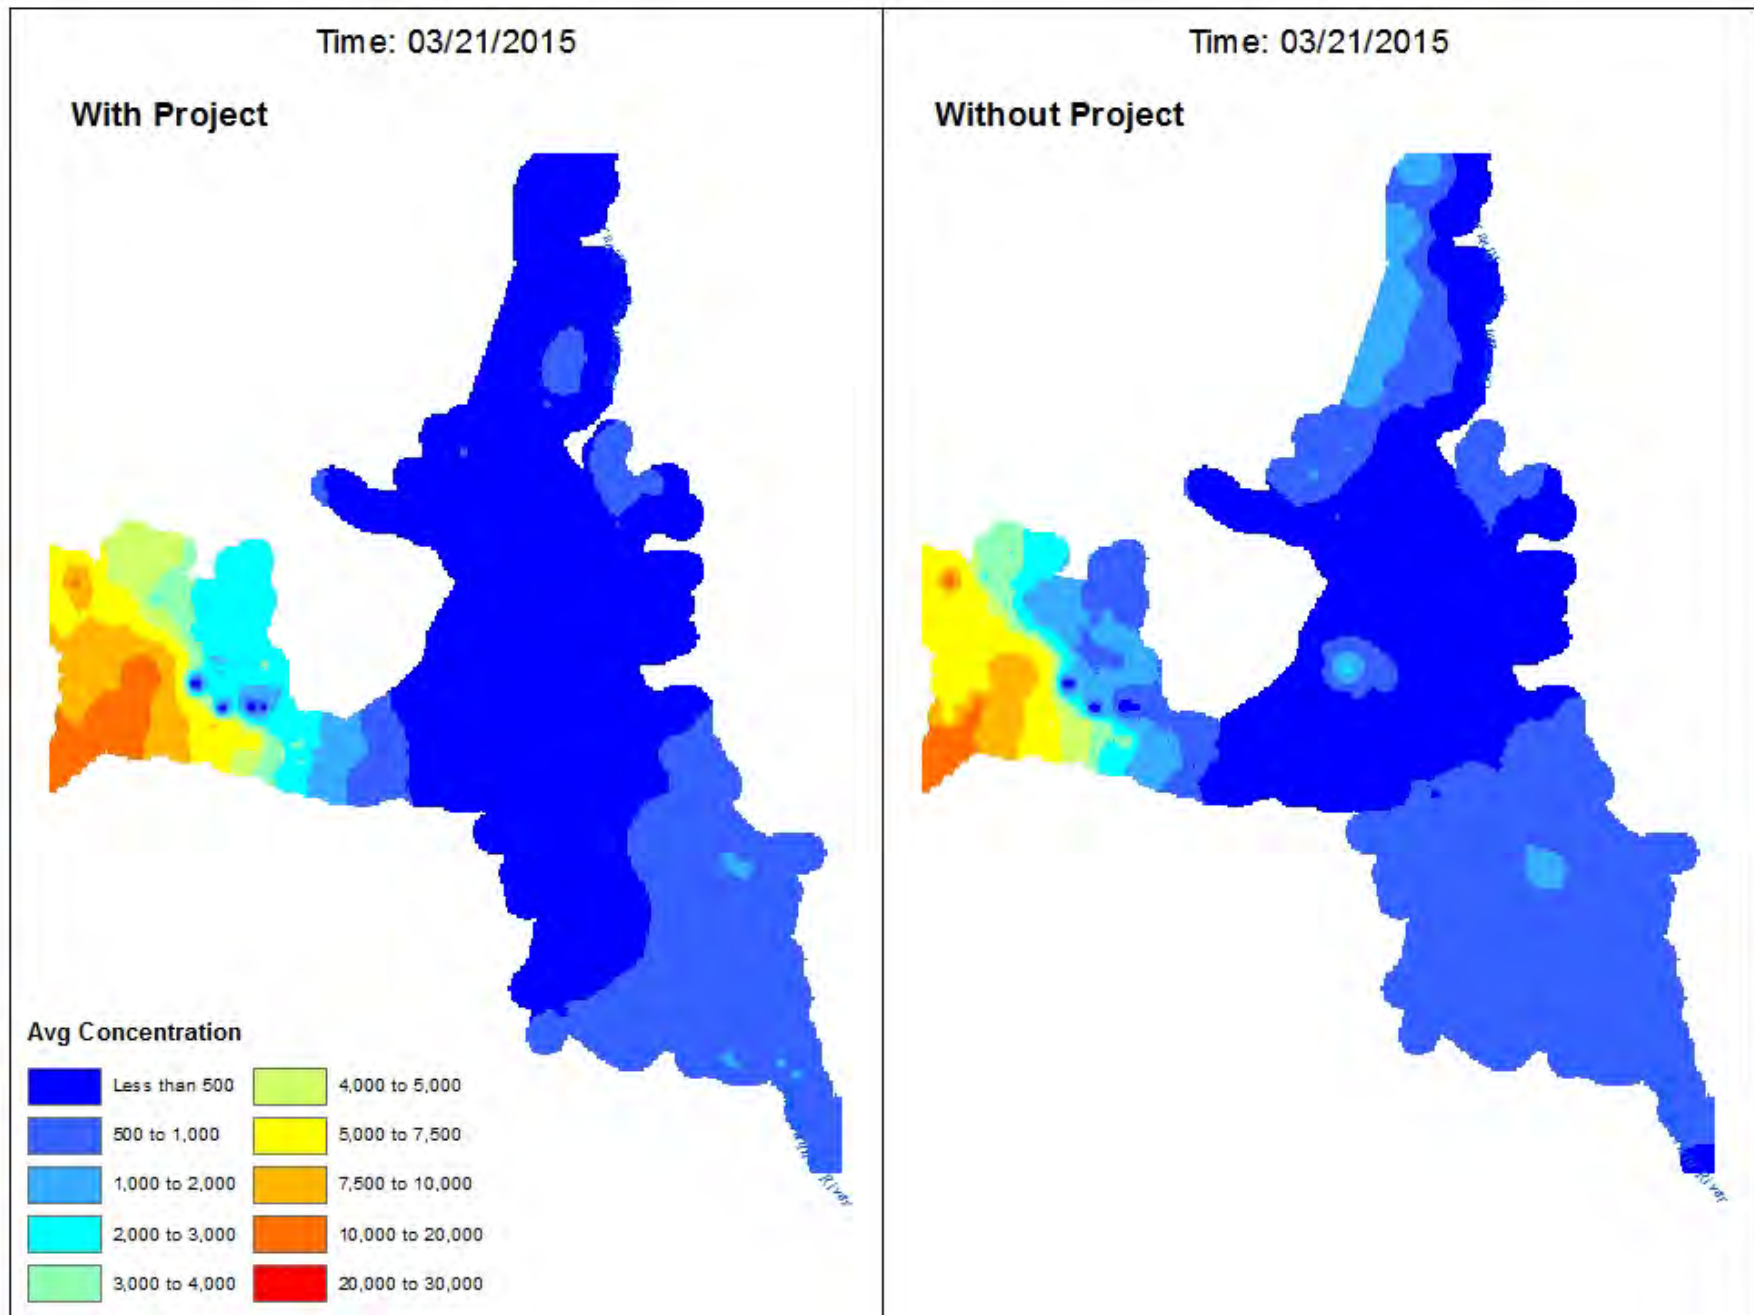 Time: 03/21/2015
With Project
Time: 03/21/2015
Without Project
Avg Concentration
Less than 500
500 to 1,000
1,000 to 2,000
2,000 to 3,000
3,000 to 4,000
4,000 to 5,000
5,000 to 7,500
7,500 to 10,000
10,000 to 20,000
20,000 to 30,000
River
River